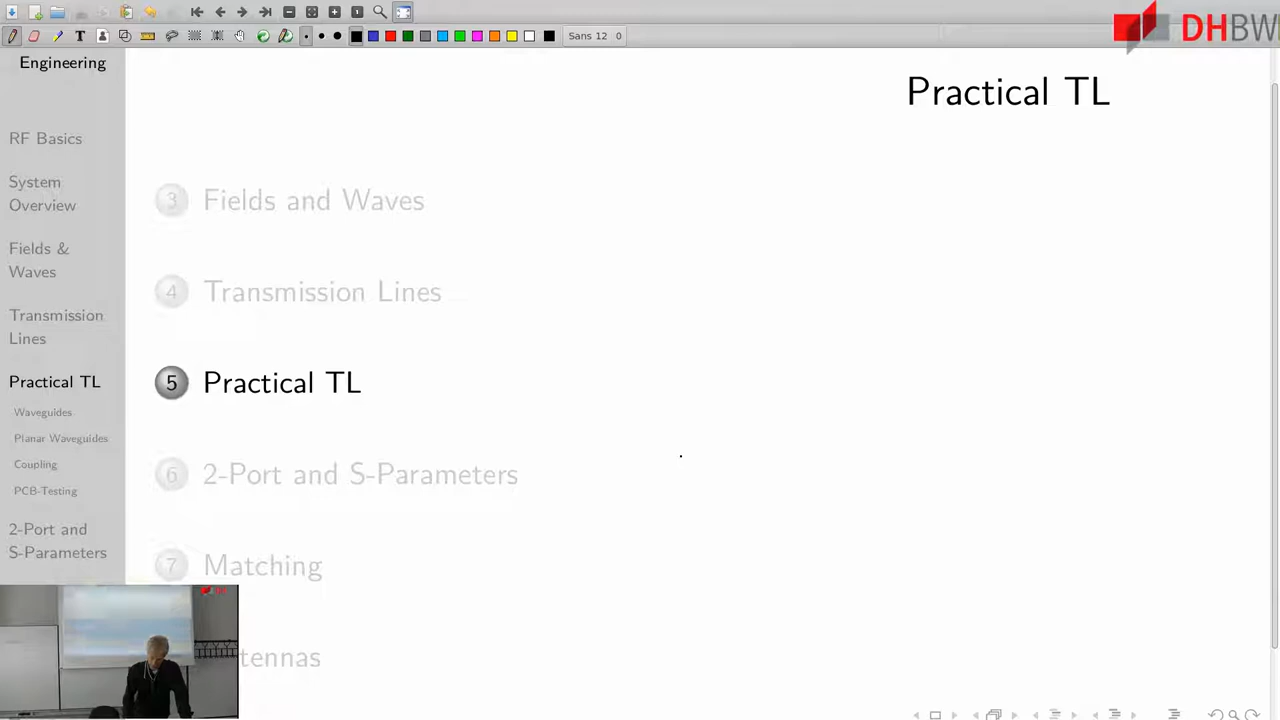 Sans 12 0
DHBW
Engineering
Practical TL
RF Basics
System
Overview
Fields &
Waves
Transmission
Lines
Practical TL
Waveguides
Planar Waveguides
Coupling
PCB-Testing
2-Port and
S-Parameters
3 Fields and Waves
4 Transmission Lines
5 Practical TL
6 2-Port and S-Parameters
7 Matching
tennas